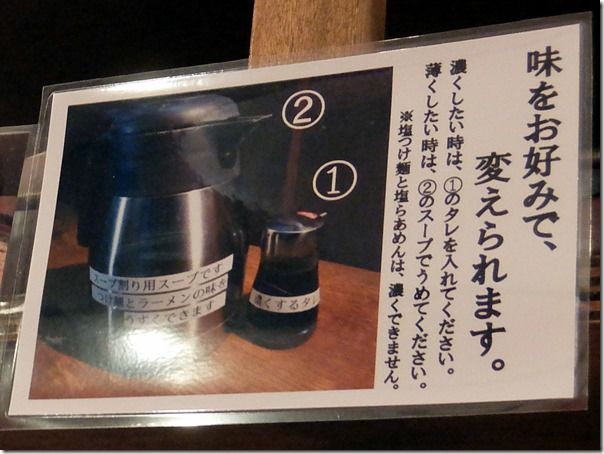 味をお好みで、
変えられます。
濃くしたい時は、①のタレを入れてください。
薄くしたい時は、②のスープでうめてください。
※塩つけ麺と塩らあめんは、濃くできません。
②
①
スープ割り用スープです
つけ麺とラーメンの味を
うすくできます
濃くするタレ